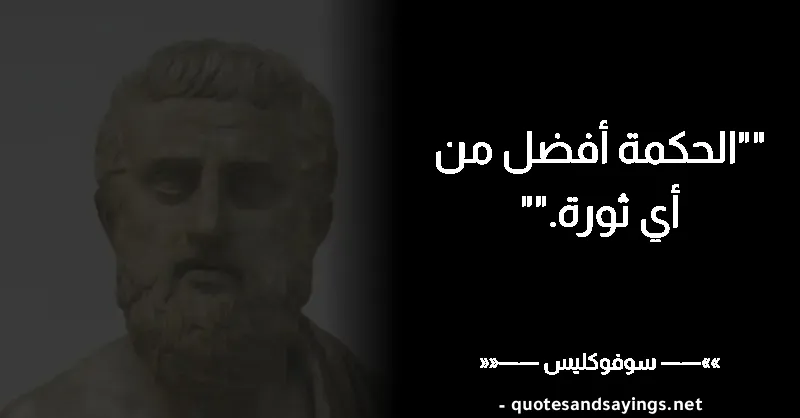 ""الحكمة أفضل من
أي ثورة.""
»»—— سوفوكليس ——««
- quotesandsayings.net